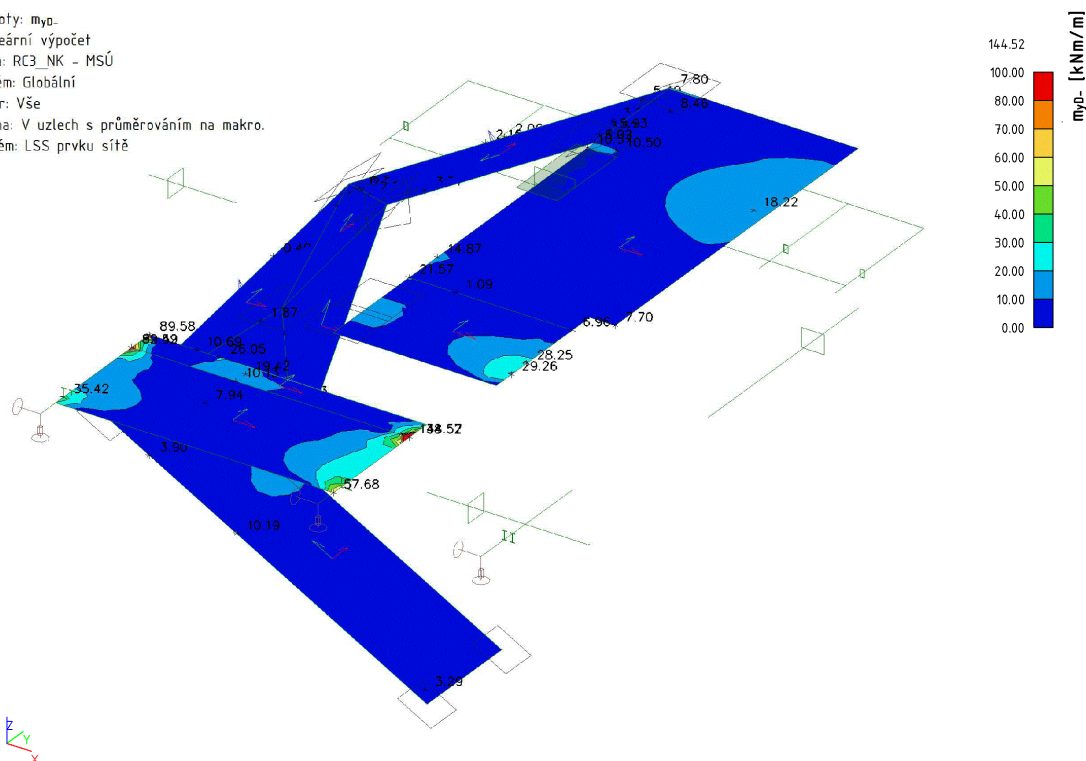 oty: myD-
eární výpočet
: RC3_NK - MSÚ
ém: Globální
r: Vše
na: V uzlech s průměrováním na makro.
ém: LSS prvku sítě
144.52
100.00
80.00
70.00
60.00
50.00
40.00
30.00
20.00
10.00
0.00
myD- [kNm/m]
7.80
8.46
10.50
18.22
14.87
21.57
1.09
1.87
6.96
7.70
89.58
10.69
26.05
28.25
29.26
35.42
7.94
3.90
57.68
10.19
3.29
Z
Y
X